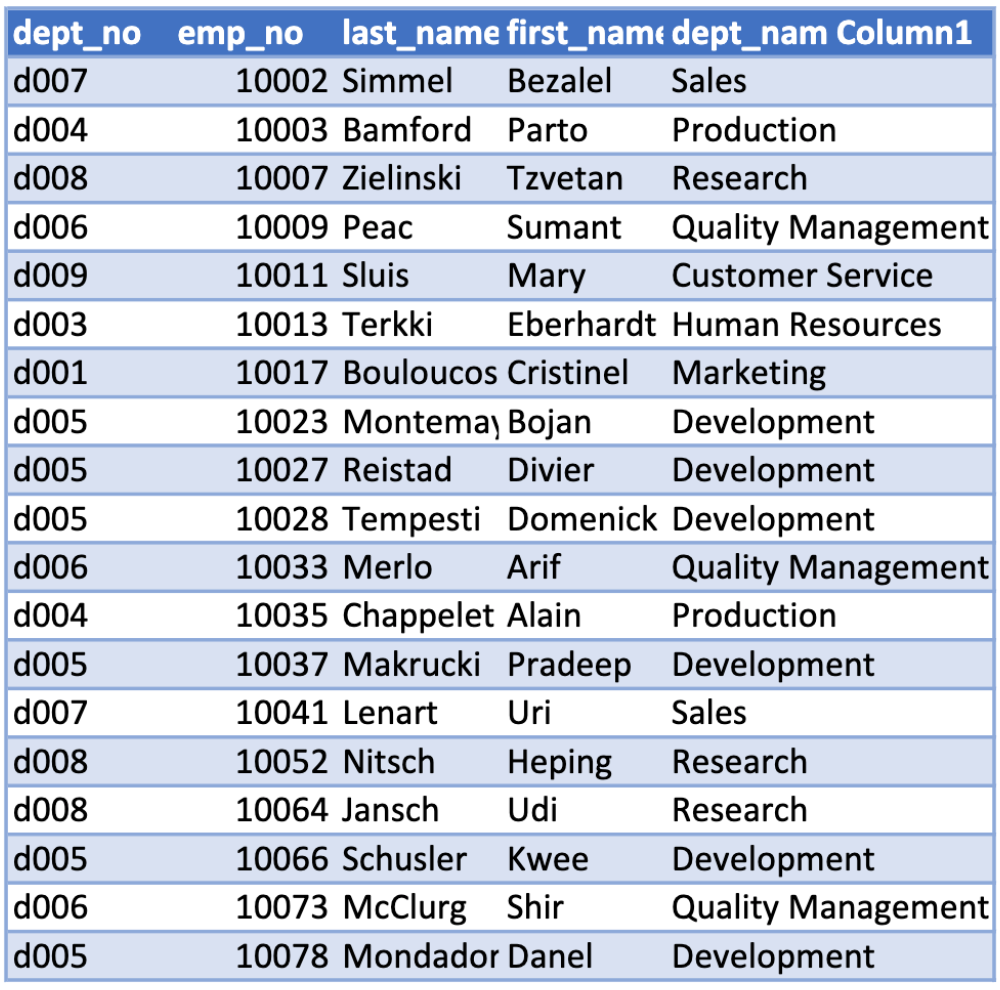 dept_no emp_no last_name first_name dept_nam Column1
d007 10002 Simmel Bezalel Sales
d004 10003 Bamford Parto Production
d008 10007 Zielinski Tzvetan Research
d006 10009 Peac Sumant Quality Management
d009 10011 Sluis Mary Customer Service
d003 10013 Terkki Eberhardt Human Resources
d001 10017 Bouloucos Cristinel Marketing
d005 10023 Montemay Bojan Development
d005 10027 Reistad Divier Development
d005 10028 Tempesti Domenick Development
d006 10033 Merlo Arif Quality Management
d004 10035 Chappelet Alain Production
d005 10037 Makrucki Pradeep Development
d007 10041 Lenart Uri Sales
d008 10052 Nitsch Heping Research
d008 10064 Jansch Udi Research
d005 10066 Schusler Kwee Development
d006 10073 McClurg Shir Quality Management
d005 10078 Mondador Danel Development